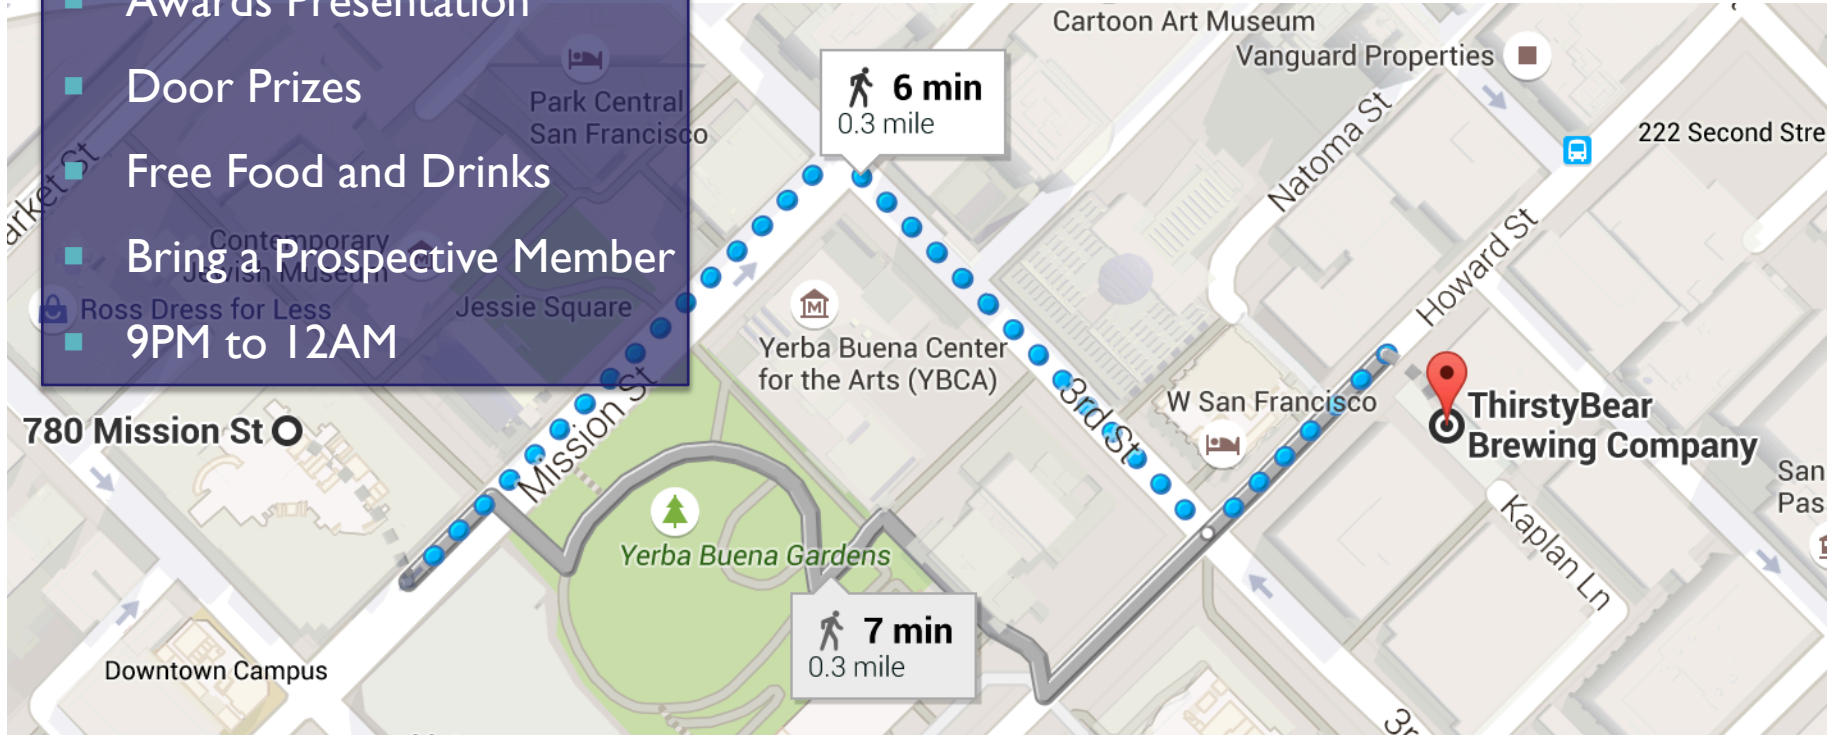 Awards Presentation
Door Prizes
Free Food and Drinks
Bring a Prospective Member
9PM to 12AM
Cartoon Art Museum
Vanguard Properties
Park Central
San Francisco
6 min
0.3 mile
Natoma St
222 Second Stre
arket St
Contemporary
Jewish Museum
Ross Dress for Less
Jessie Square
Howard St
Yerba Buena Center
for the Arts (YBCA)
Mission St
3rd St
W San Francisco
780 Mission St
ThirstyBear
Brewing Company
San
Pas
Kaplan Ln
Yerba Buena Gardens
7 min
0.3 mile
Downtown Campus
3r